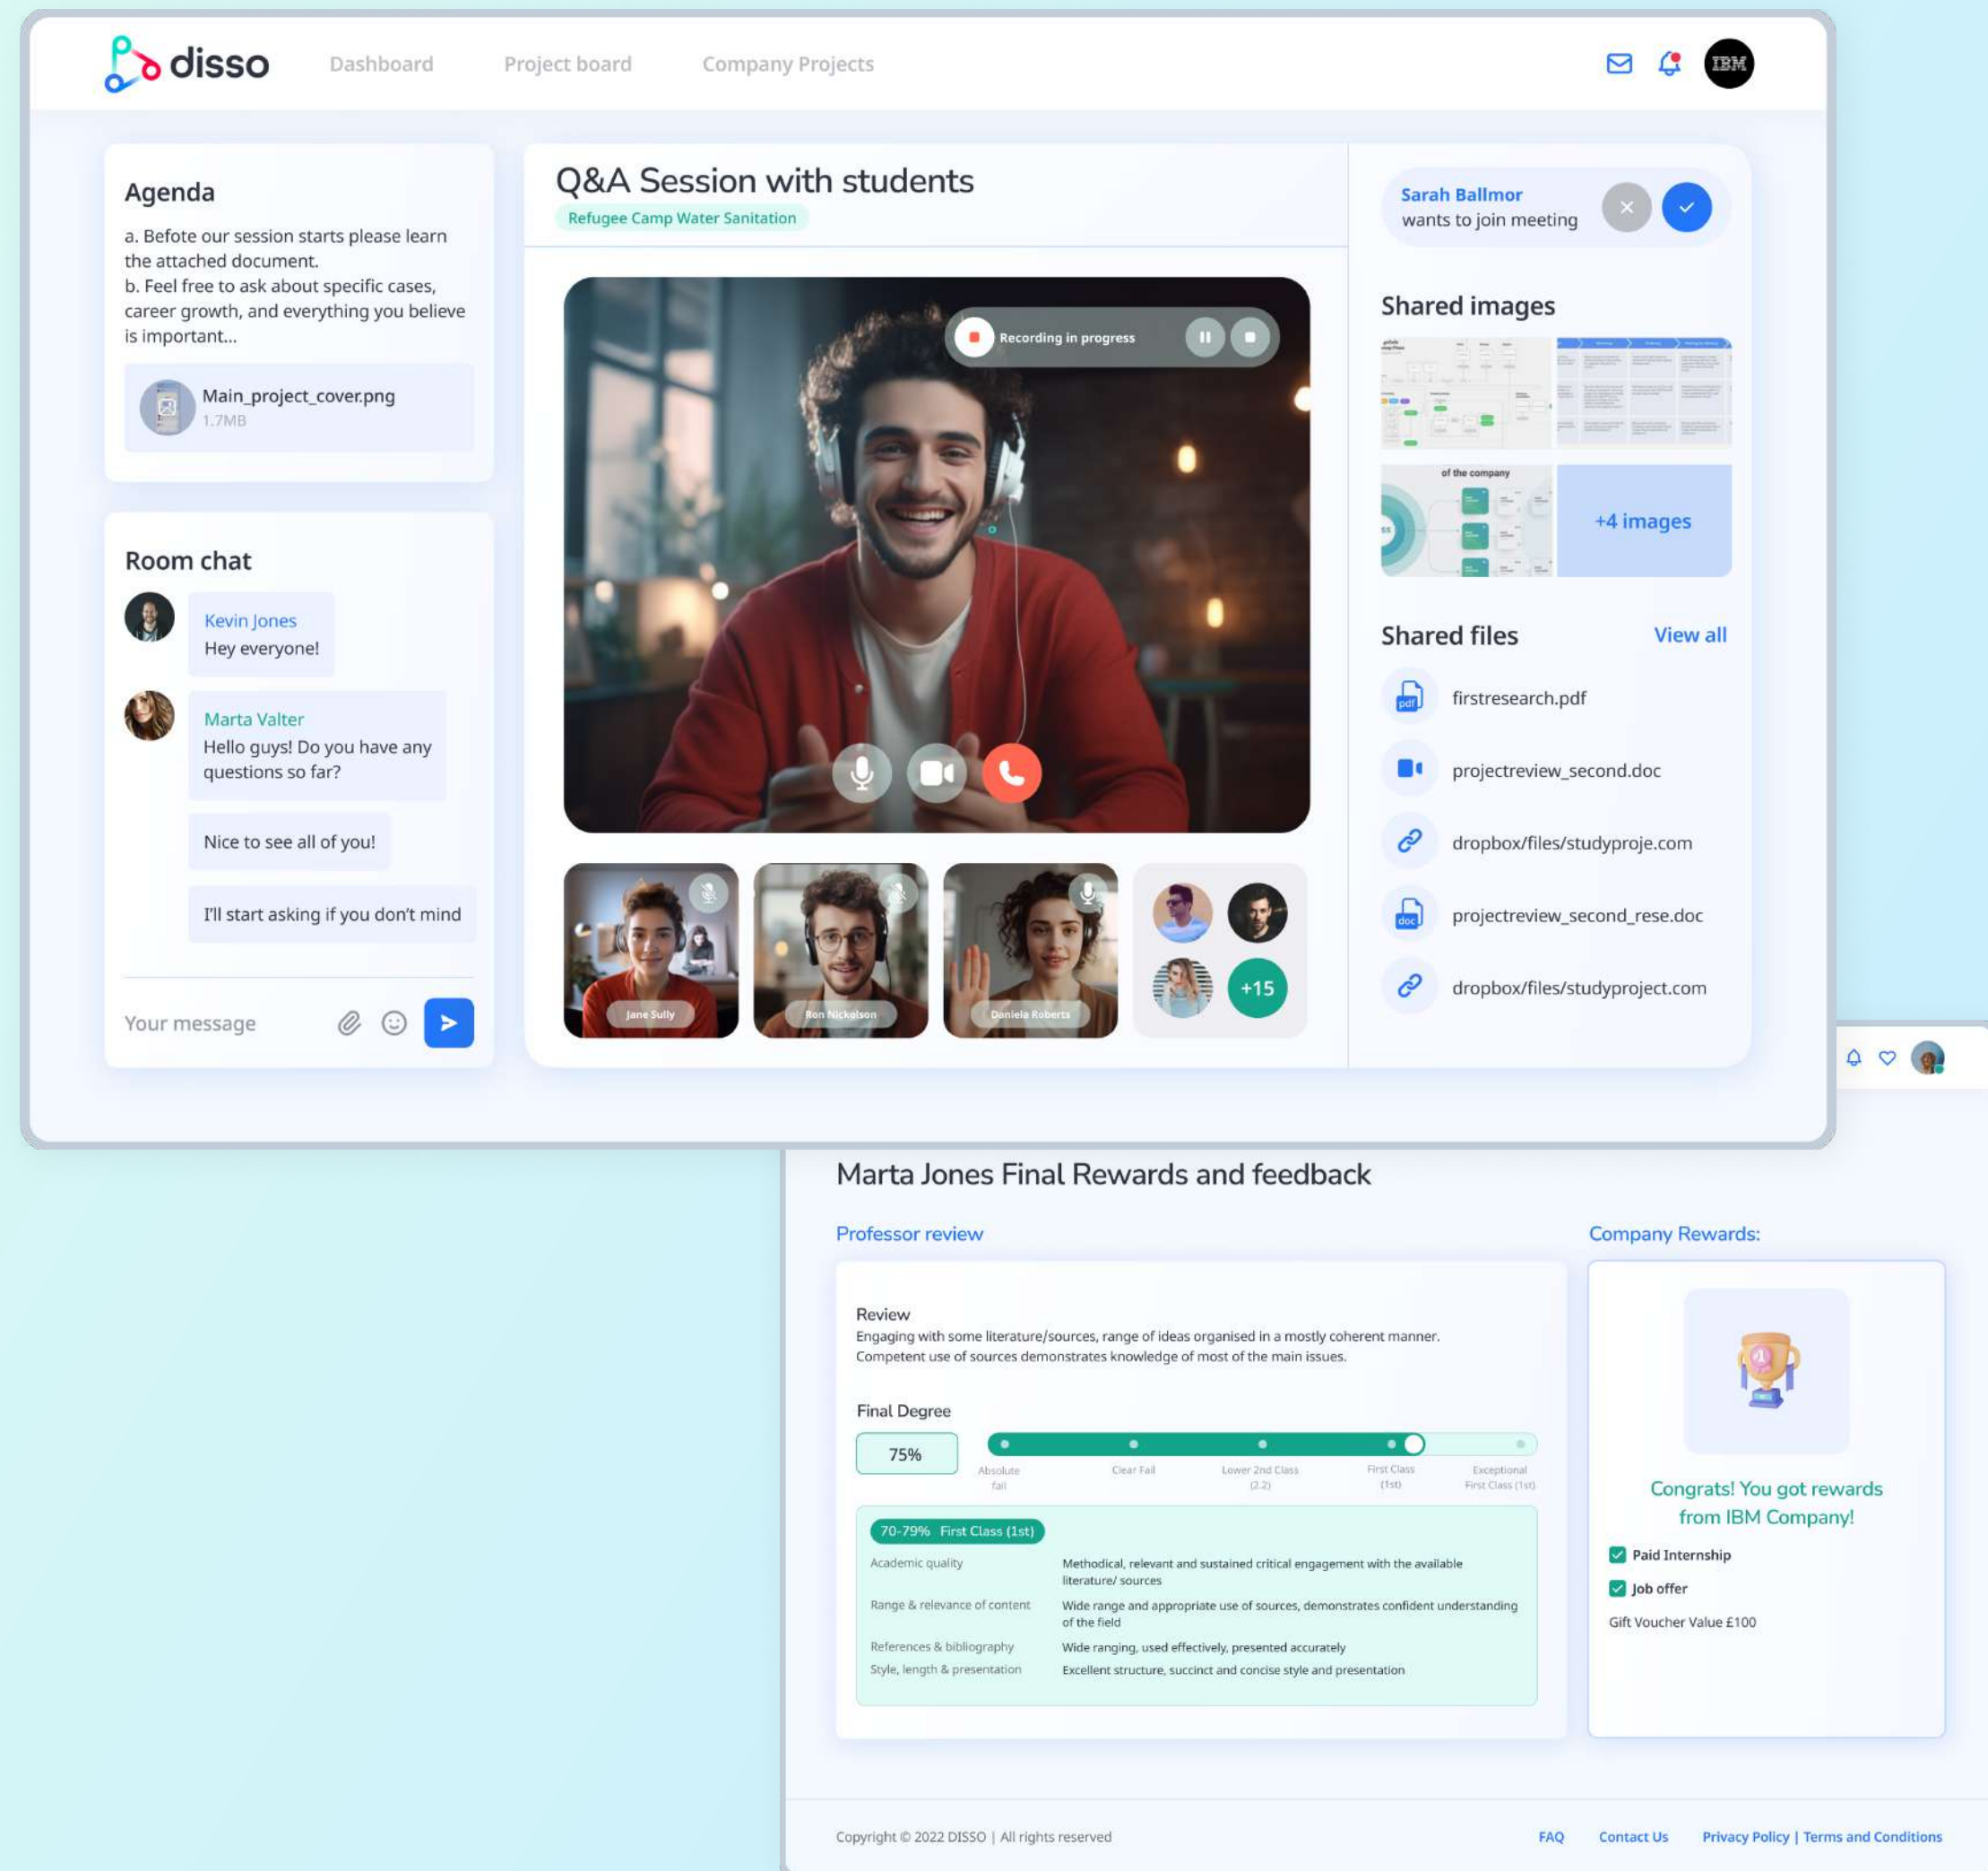 disso
Dashboard
Project board
Company Projects
IBM
Agenda
a. Befote our session starts please learn
the attached document.
b. Feel free to ask about specific cases,
career growth, and everything you believe
is important...
Main_project_cover.png
1.7MB
Room chat
Kevin Jones
Hey everyone!
Marta Valter
Hello guys! Do you have any
questions so far?
Nice to see all of you!
I'll start asking if you don't mind
Your message
Q&A Session with students
Refugee Camp Water Sanitation
Recording in progress
Jane Sully
Ron Nickolson
Daniela Roberts
+15
Sarah Ballmor
wants to join meeting
Shared images
of the company
+4 images
Shared files
View all
pdf
firstresearch.pdf
projectreview_second.doc
dropbox/files/studyproje.com
doc
projectreview_second_rese.doc
dropbox/files/studyproject.com
Marta Jones Final Rewards and feedback
Professor review
Review
Engaging with some literature/sources, range of ideas organised in a mostly coherent manner.
Competent use of sources demonstrates knowledge of most of the main issues.
Final Degree
75%
Absolute
fail
Clear Fail
Lower 2nd Class
(2.2)
First Class
(1st)
Exceptional
First Class (1st)
70-79% First Class (1st)
Academic quality
Methodical, relevant and sustained critical engagement with the available
literature/ sources
Range & relevance of content
Wide range and appropriate use of sources, demonstrates confident understanding
of the field
References & bibliography
Wide ranging, used effectively, presented accurately
Style, length & presentation
Excellent structure, succinct and concise style and presentation
Company Rewards:
Congrats! You got rewards
from IBM Company!
Paid Internship
Job offer
Gift Voucher Value £100
Copyright © 2022 DISSO | All rights reserved
FAQ
Contact Us
Privacy Policy | Terms and Conditions